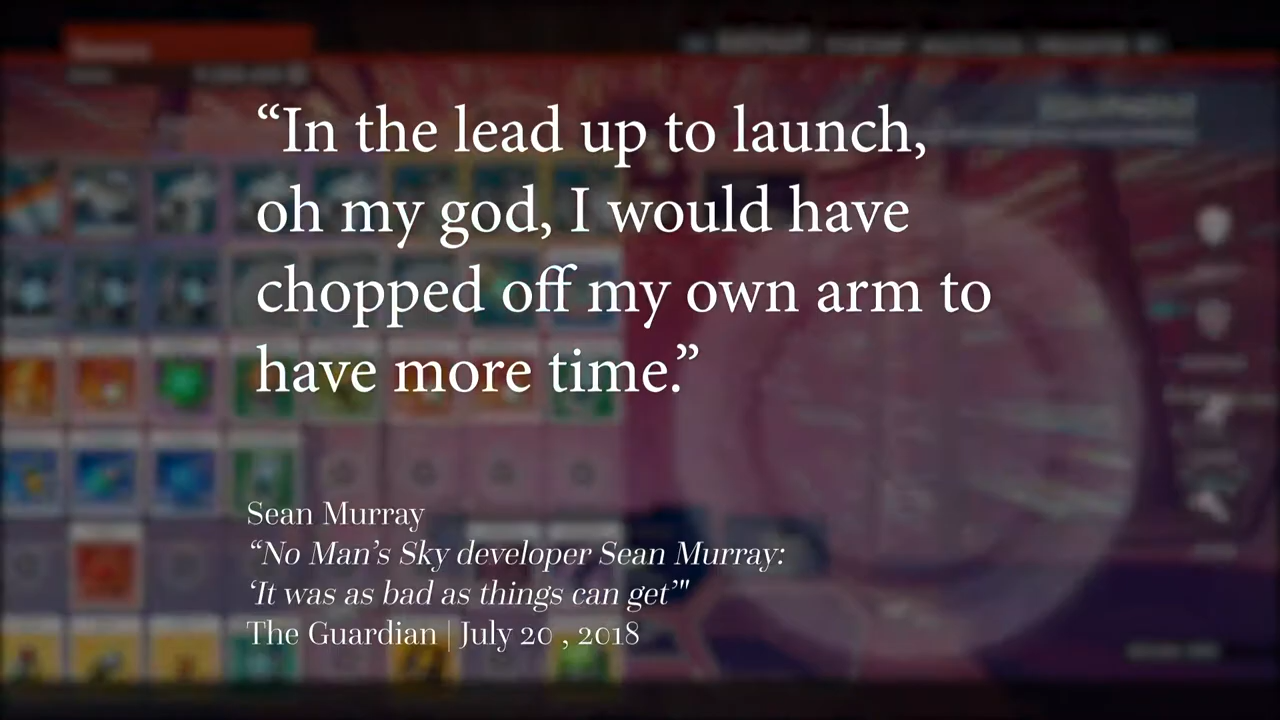 “In the lead up to launch,
oh my god, I would have
chopped off my own arm to
have more time.”
Sean Murray
“No Man’s Sky developer Sean Murray:
‘It was as bad as things can get’"
The Guardian | July 20 , 2018